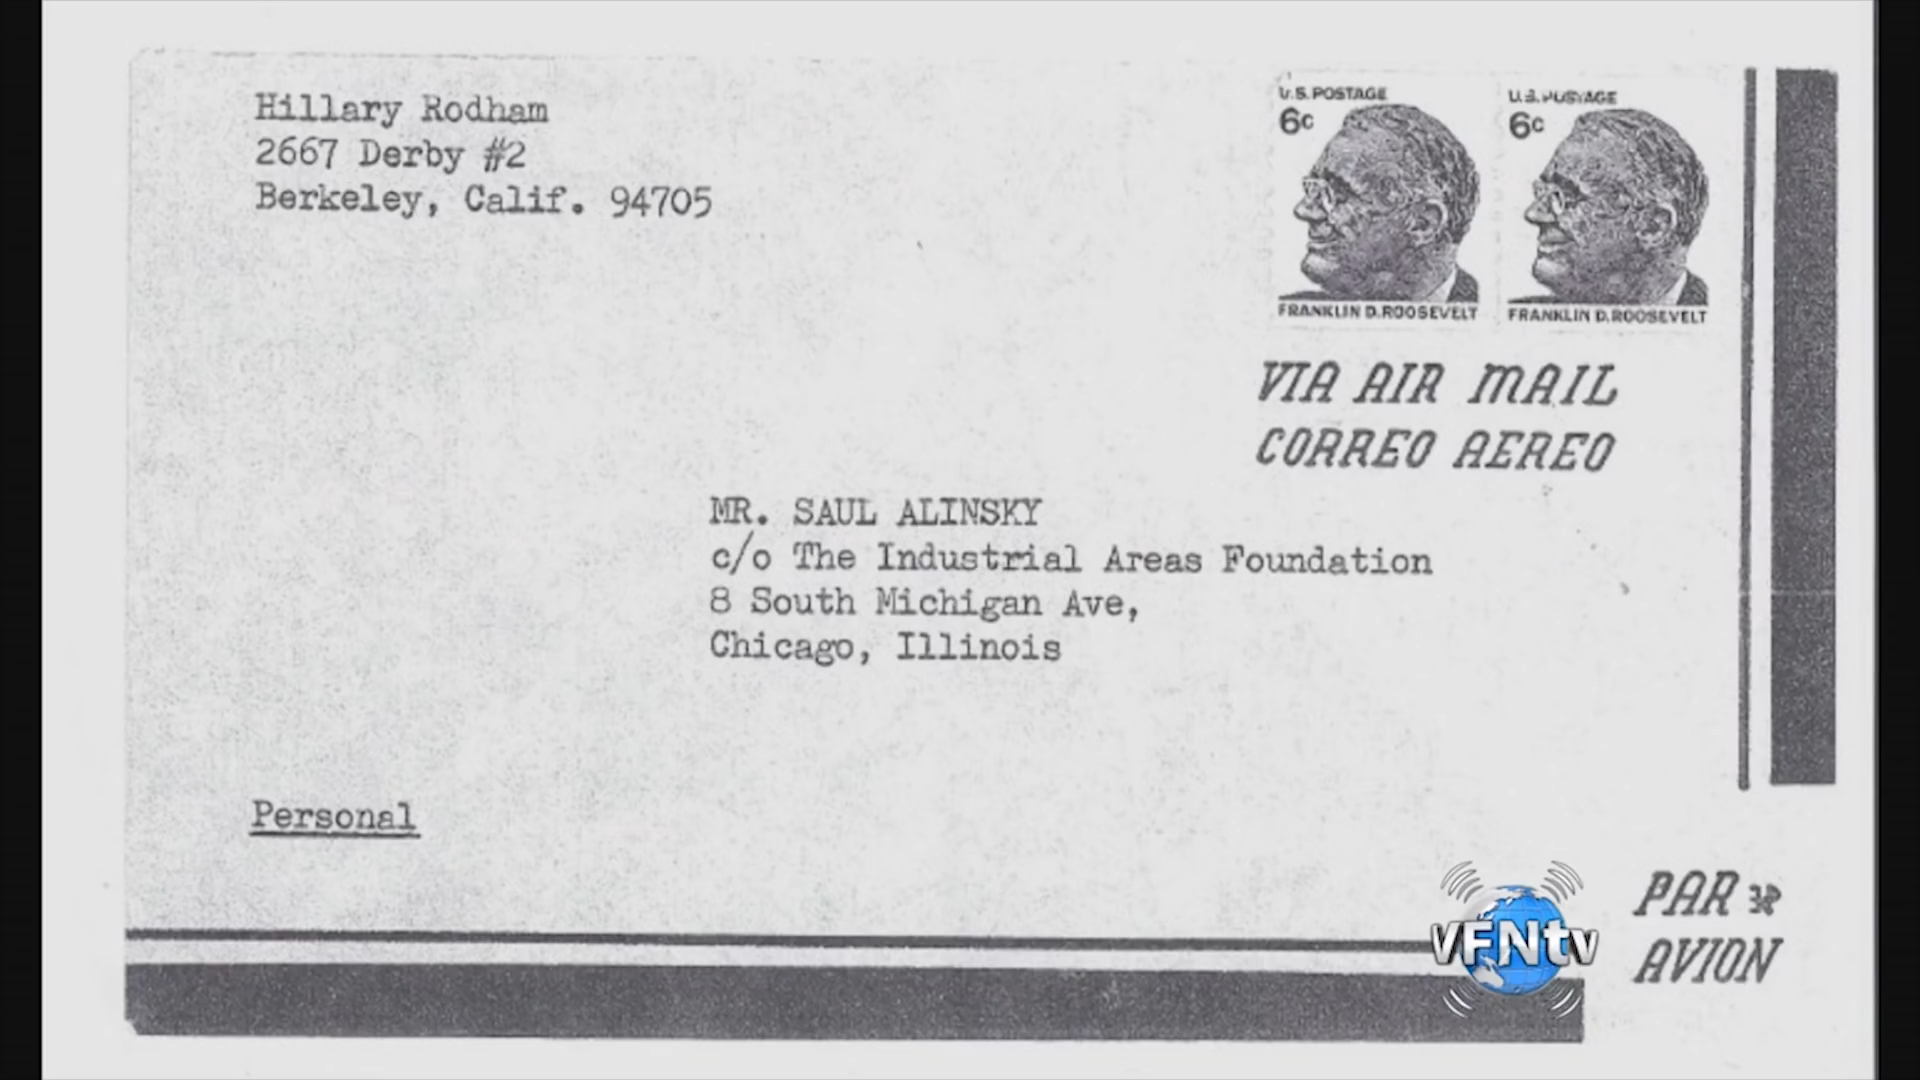 Hillary Rodham
2667 Derby #2
Berkeley, Calif. 94705
U.S. POSTAGE
6c
FRANKLIN D. ROOSEVELT
U.S. POSTAGE
6c
FRANKLIN D. ROOSEVELT
VIA AIR MAIL
CORREO AEREO
MR. SAUL ALINSKY
c/o The Industrial Areas Foundation
8 South Michigan Ave,
Chicago, Illinois
Personal
PAR
AVION
VFNtv